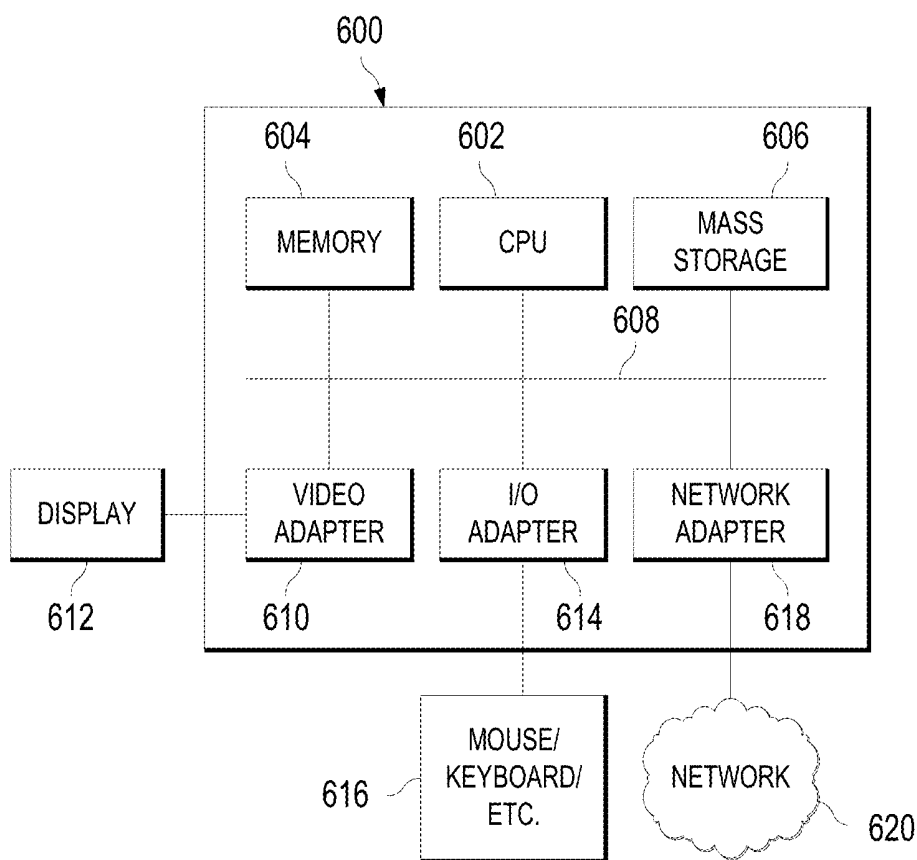 600
604
602
606
MEMORY
CPU
MASS
STORAGE
608
DISPLAY
VIDEO
ADAPTER
I/O
ADAPTER
NETWORK
ADAPTER
612
610
614
618
MOUSE/
KEYBOARD/
ETC.
616
NETWORK
620